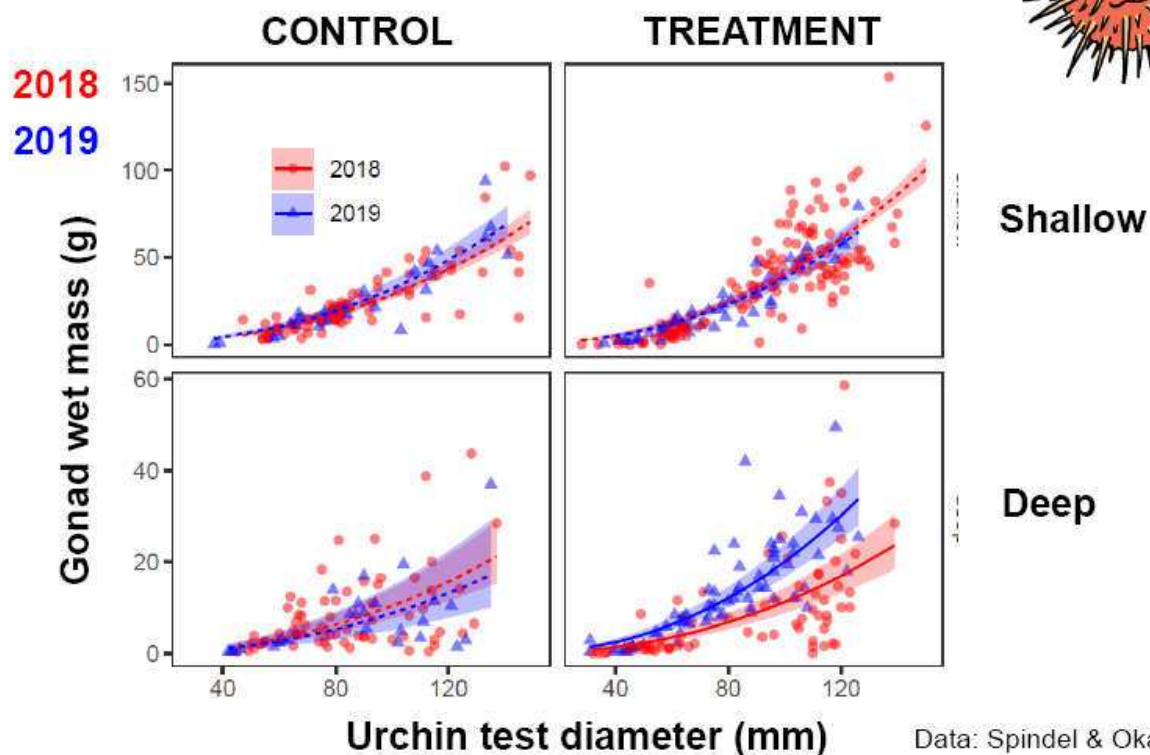 CONTROL
TREATMENT
2018
2019
150
100
50
0
2018
2019
Shallow
Gonad wet mass (g)
60
40
20
0
Deep
40 80 120
40 80 120
Urchin test diameter (mm)
Data: Spindel & Oka